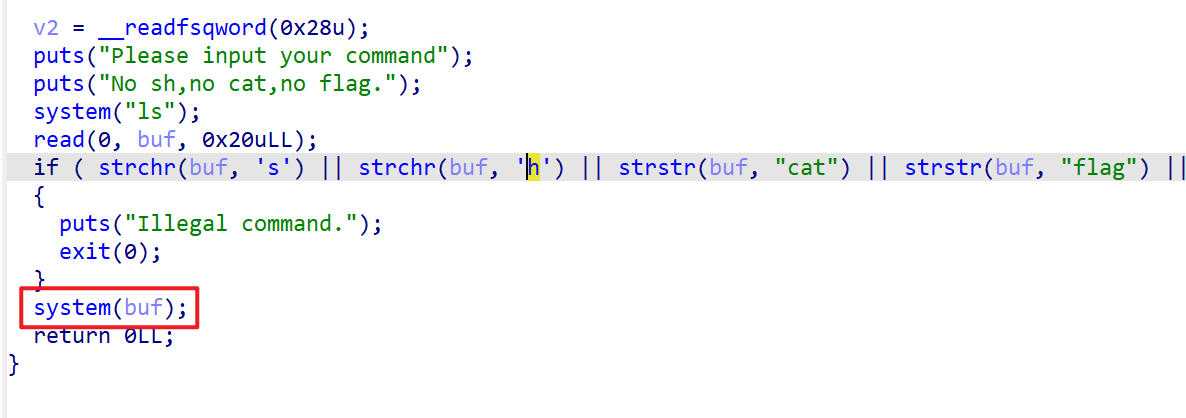 v2 = __readfsqword(0x28u);
puts("Please input your command");
puts("No sh,no cat,no flag.");
system("ls");
read(0, buf, 0x20uLL);
if ( strchr(buf, 's') || strchr(buf, 'h') || strstr(buf, "cat") || strstr(buf, "flag") ||
{
puts("Illegal command.");
exit(0);
}
system(buf);
return 0LL;
}